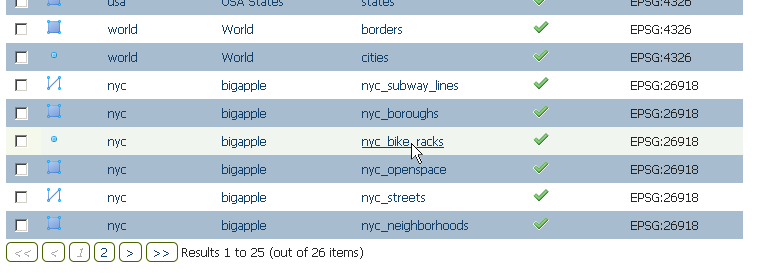 usa USA States states EPSG:4326
world World borders EPSG:4326
world World cities EPSG:4326
nyc bigapple nyc_subway_lines EPSG:26918
nyc bigapple nyc_boroughs EPSG:26918
nyc bigapple nyc_bike_racks EPSG:26918
nyc bigapple nyc_openspace EPSG:26918
nyc bigapple nyc_streets EPSG:26918
nyc bigapple nyc_neighborhoods EPSG:26918
<< < 1 2 > >> Results 1 to 25 (out of 26 items)